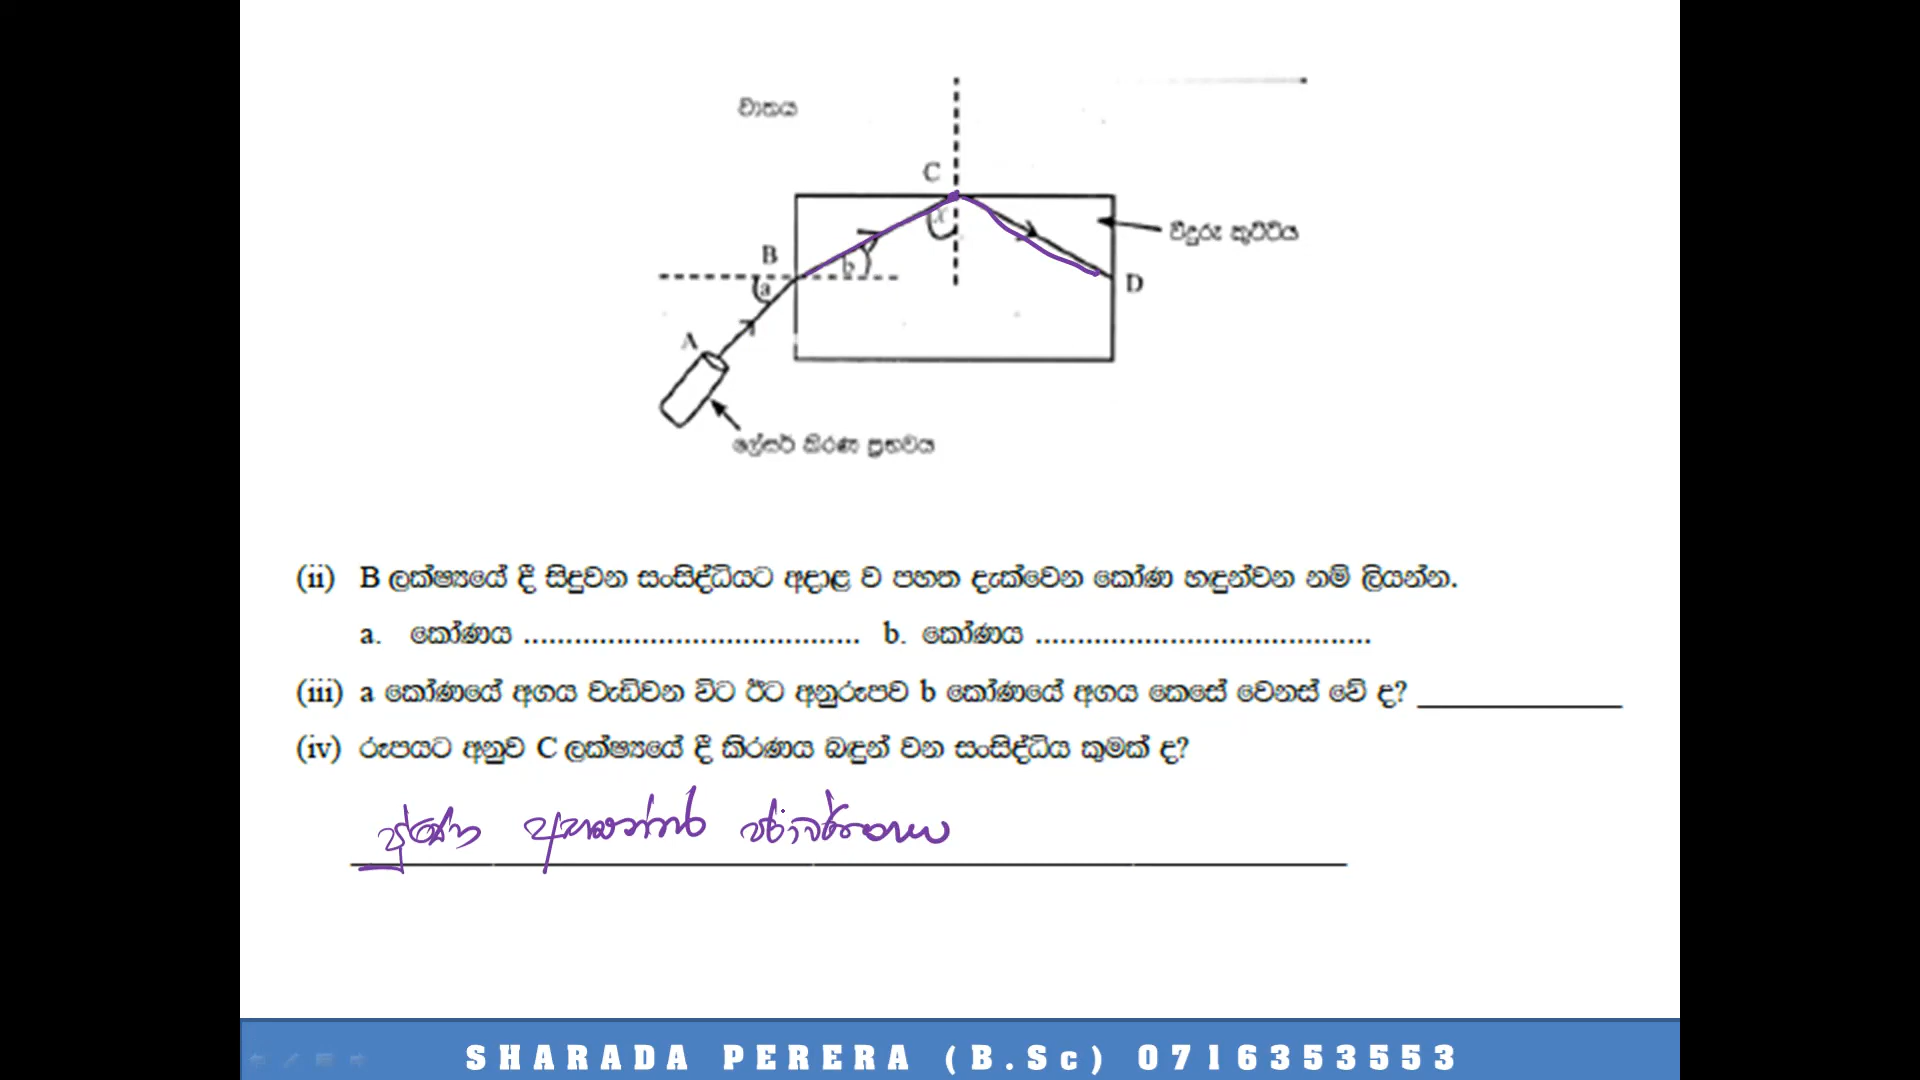 වාතය
C
x
විදුරු කුට්ටිය
B
b
a
D
A
ලේසර් කිරණ ප්‍රභවය
(ii) B ලක්ෂ්‍යයේ දී සිදුවන සංසිද්ධියට අදාළ ව පහත දැක්වෙන කෝණ හඳුන්වන නම් ලියන්න.
a. කෝණය ........................................ b. කෝණය ........................................
(iii) a කෝණයේ අගය වැඩිවන විට ඊට අනුරූපව b කෝණයේ අගය කෙසේ වෙනස් වේ ද? ____________
(iv) රූපයට අනුව C ලක්ෂ්‍යයේ දී කිරණය බඳුන් වන සංසිද්ධිය කුමක් ද?
පූර්ණ අභ්‍යන්තර පරාවර්තනය
SHARADA PERERA (B.Sc) 0716353553